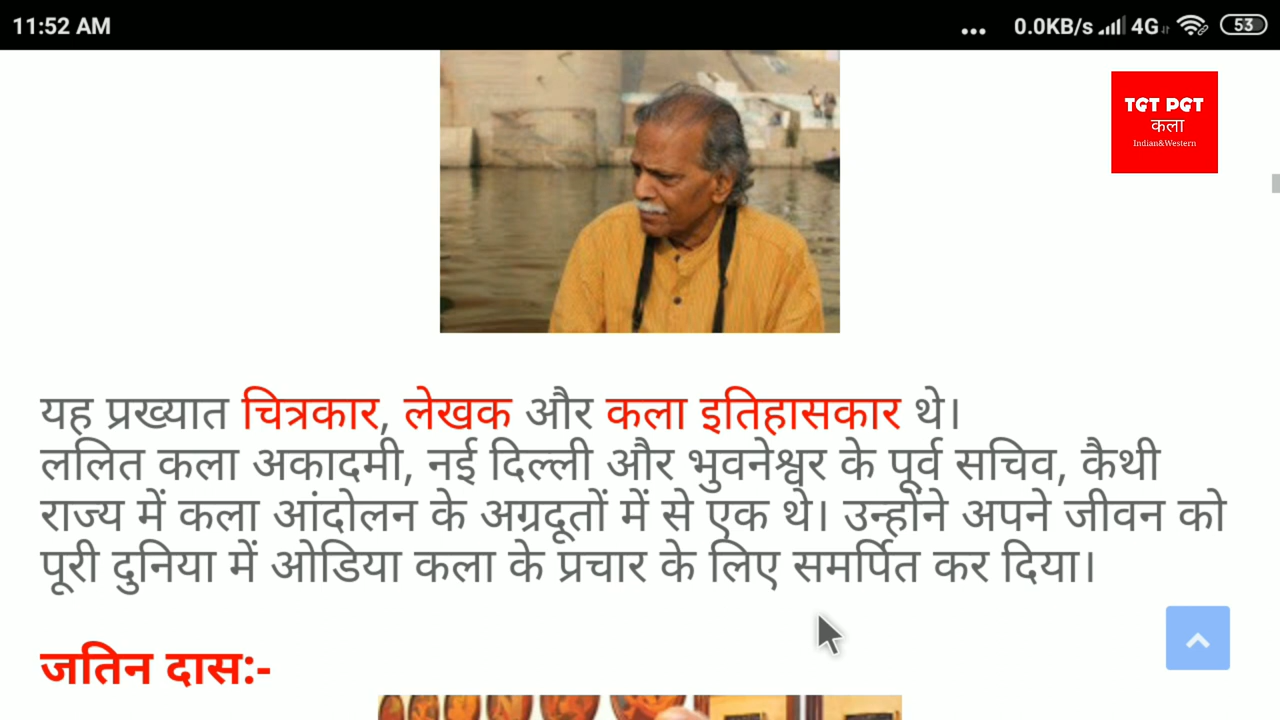 11:52 AM
... 0.0KB/s 4G 53
TGT PGT
कला
Indian&Western
यह प्रख्यात चित्रकार, लेखक और कला इतिहासकार थे।
ललित कला अकादमी, नई दिल्ली और भुवनेश्वर के पूर्व सचिव, कैथी
राज्य में कला आंदोलन के अग्रदूतों में से एक थे। उन्होंने अपने जीवन को
पूरी दुनिया में ओडिया कला के प्रचार के लिए समर्पित कर दिया।
जतिन दास:-